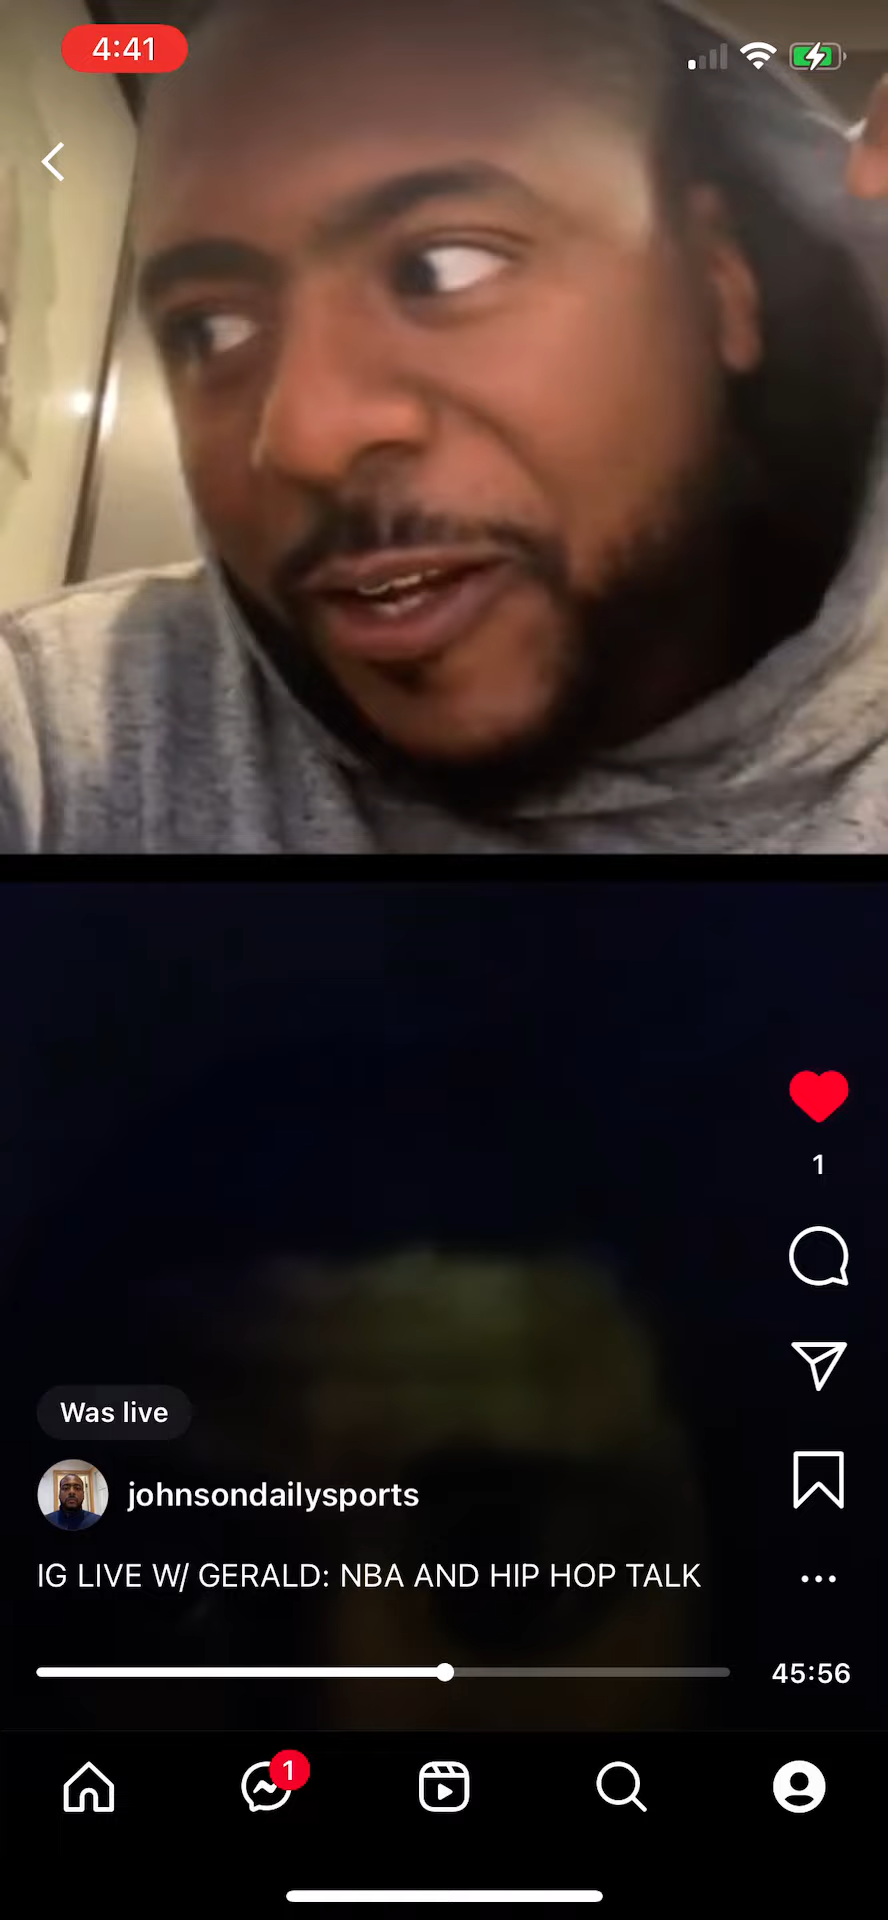 4:41
1
Was live
johnsondailysports
IG LIVE W/ GERALD: NBA AND HIP HOP TALK
45:56
1